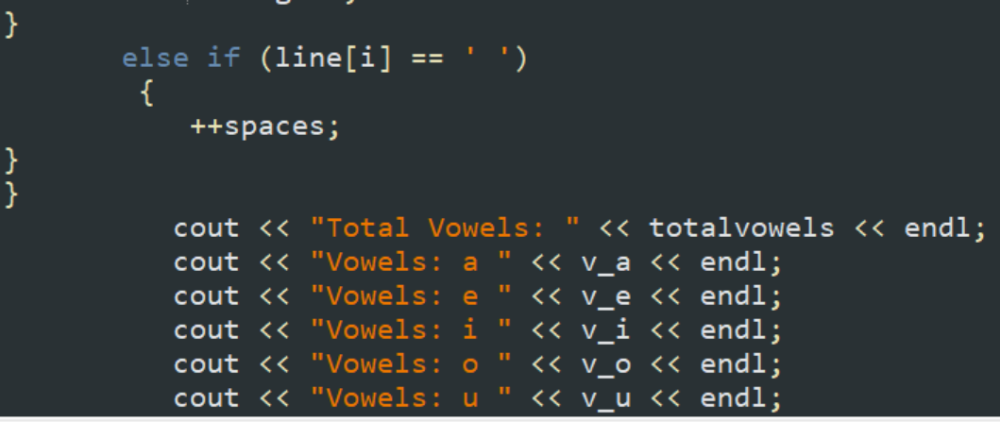 }
else if (line[i] == ' ')
{
++spaces;
}
}
cout << "Total Vowels: " << totalvowels << endl;
cout << "Vowels: a " << v_a << endl;
cout << "Vowels: e " << v_e << endl;
cout << "Vowels: i " << v_i << endl;
cout << "Vowels: o " << v_o << endl;
cout << "Vowels: u " << v_u << endl;